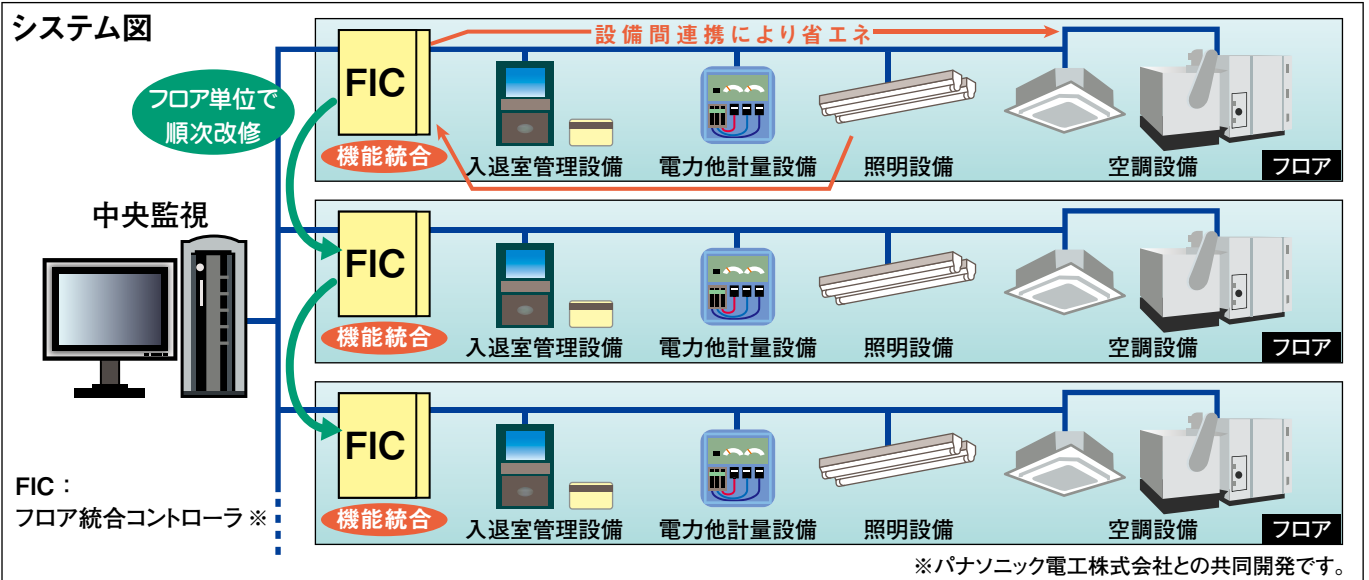 システム図
設備間連携により省エネ
フロア単位で
順次改修
FIC
機能統合
入退室管理設備
電力他計量設備
照明設備
空調設備
フロア
中央監視
FIC
機能統合
入退室管理設備
電力他計量設備
照明設備
空調設備
フロア
FIC
機能統合
入退室管理設備
電力他計量設備
照明設備
空調設備
フロア
FIC：
フロア統合コントローラ※
※パナソニック電工株式会社との共同開発です。